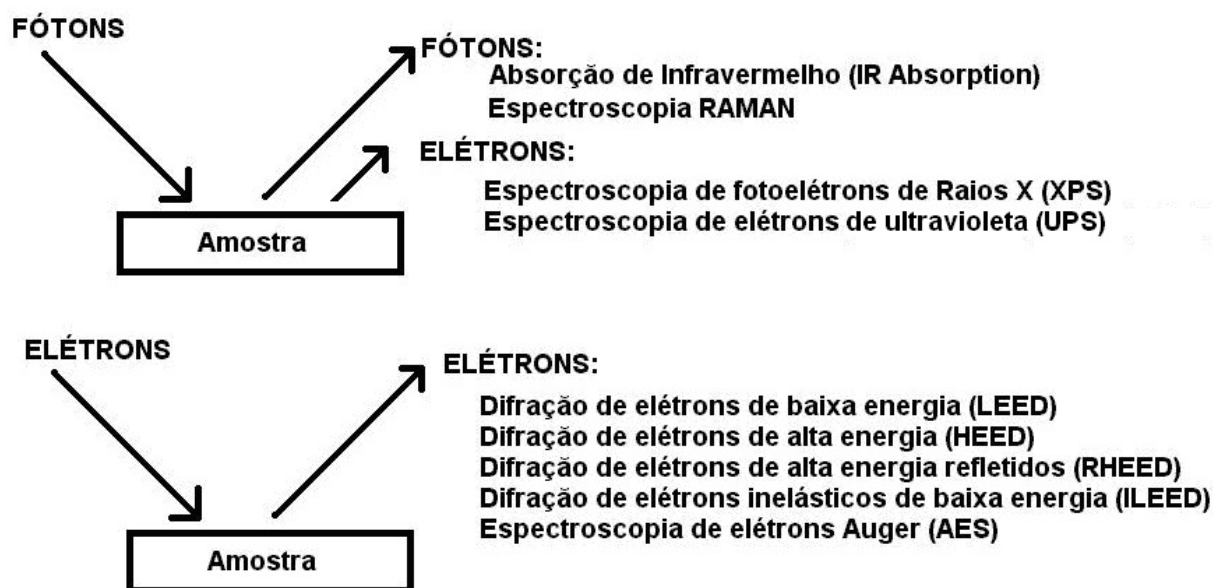 FÓTONS
FÓTONS:
Absorção de Infravermelho (IR Absorption)
Espectroscopia RAMAN
ELÉTRONS:
Espectroscopia de fotoelétrons de Raios X (XPS)
Espectroscopia de elétrons de ultravioleta (UPS)
Amostra
ELÉTRONS
ELÉTRONS:
Difração de elétrons de baixa energia (LEED)
Difração de elétrons de alta energia (HEED)
Difração de elétrons de alta energia refletidos (RHEED)
Difração de elétrons inelásticos de baixa energia (ILEED)
Espectroscopia de elétrons Auger (AES)
Amostra